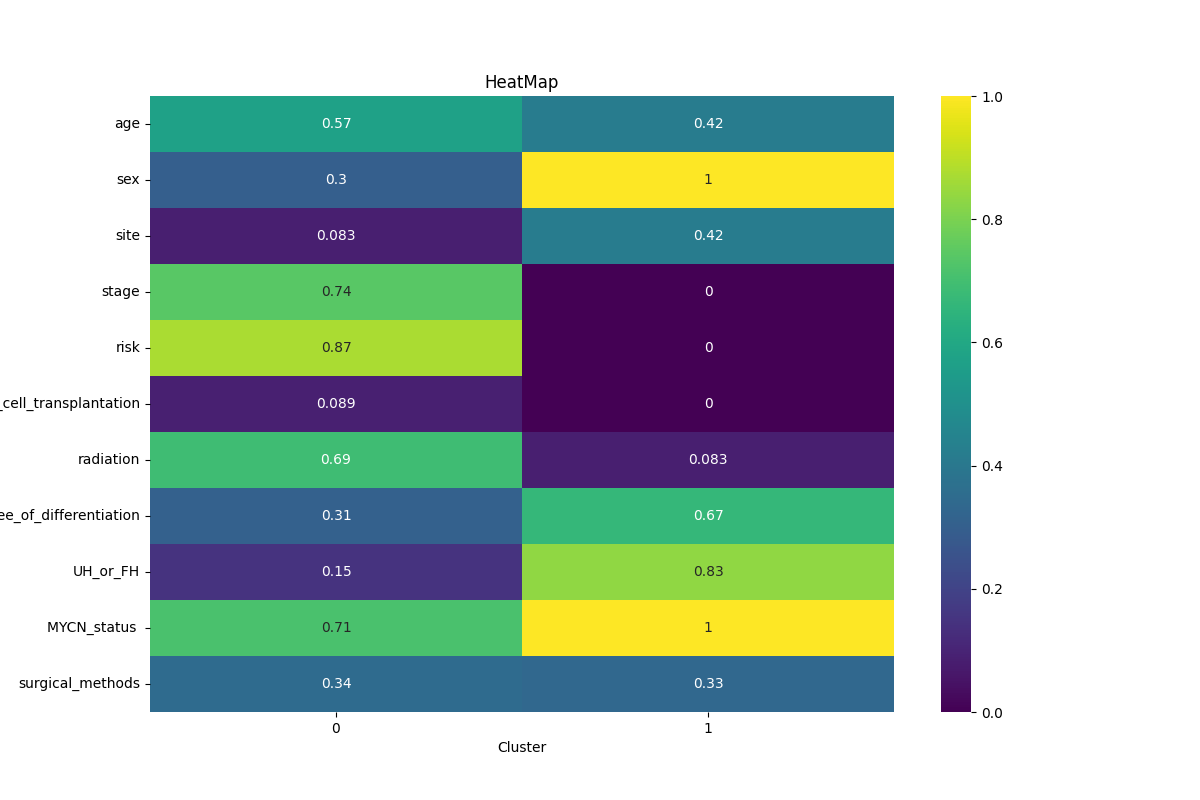 HeatMap
age 0.57 0.42
sex 0.3 1
site 0.083 0.42
stage 0.74 0
risk 0.87 0
_cell_transplantation 0.089 0
radiation 0.69 0.083
ee_of_differentiation 0.31 0.67
UH_or_FH 0.15 0.83
MYCN_status 0.71 1
surgical_methods 0.34 0.33
0 1
Cluster
1.0
0.8
0.6
0.4
0.2
0.0